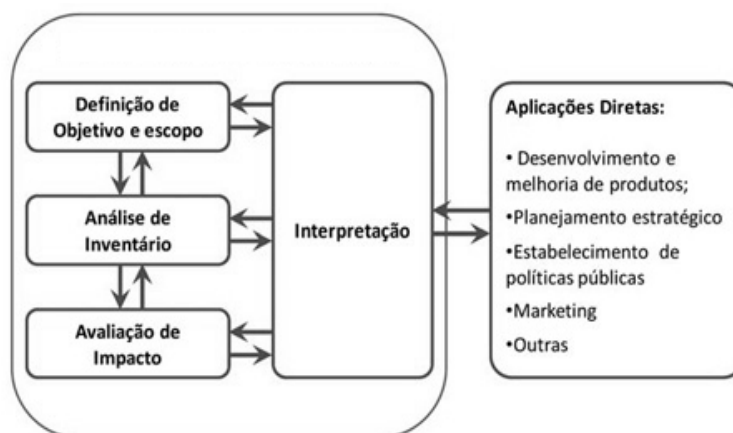 Definição de
Objetivo e escopo
Análise de
Inventário
Avaliação de
Impacto
Interpretação
Aplicações Diretas:
• Desenvolvimento e
melhoria de produtos;
•Planejamento estratégico
•Estabelecimento de
políticas públicas
•Marketing
•Outras